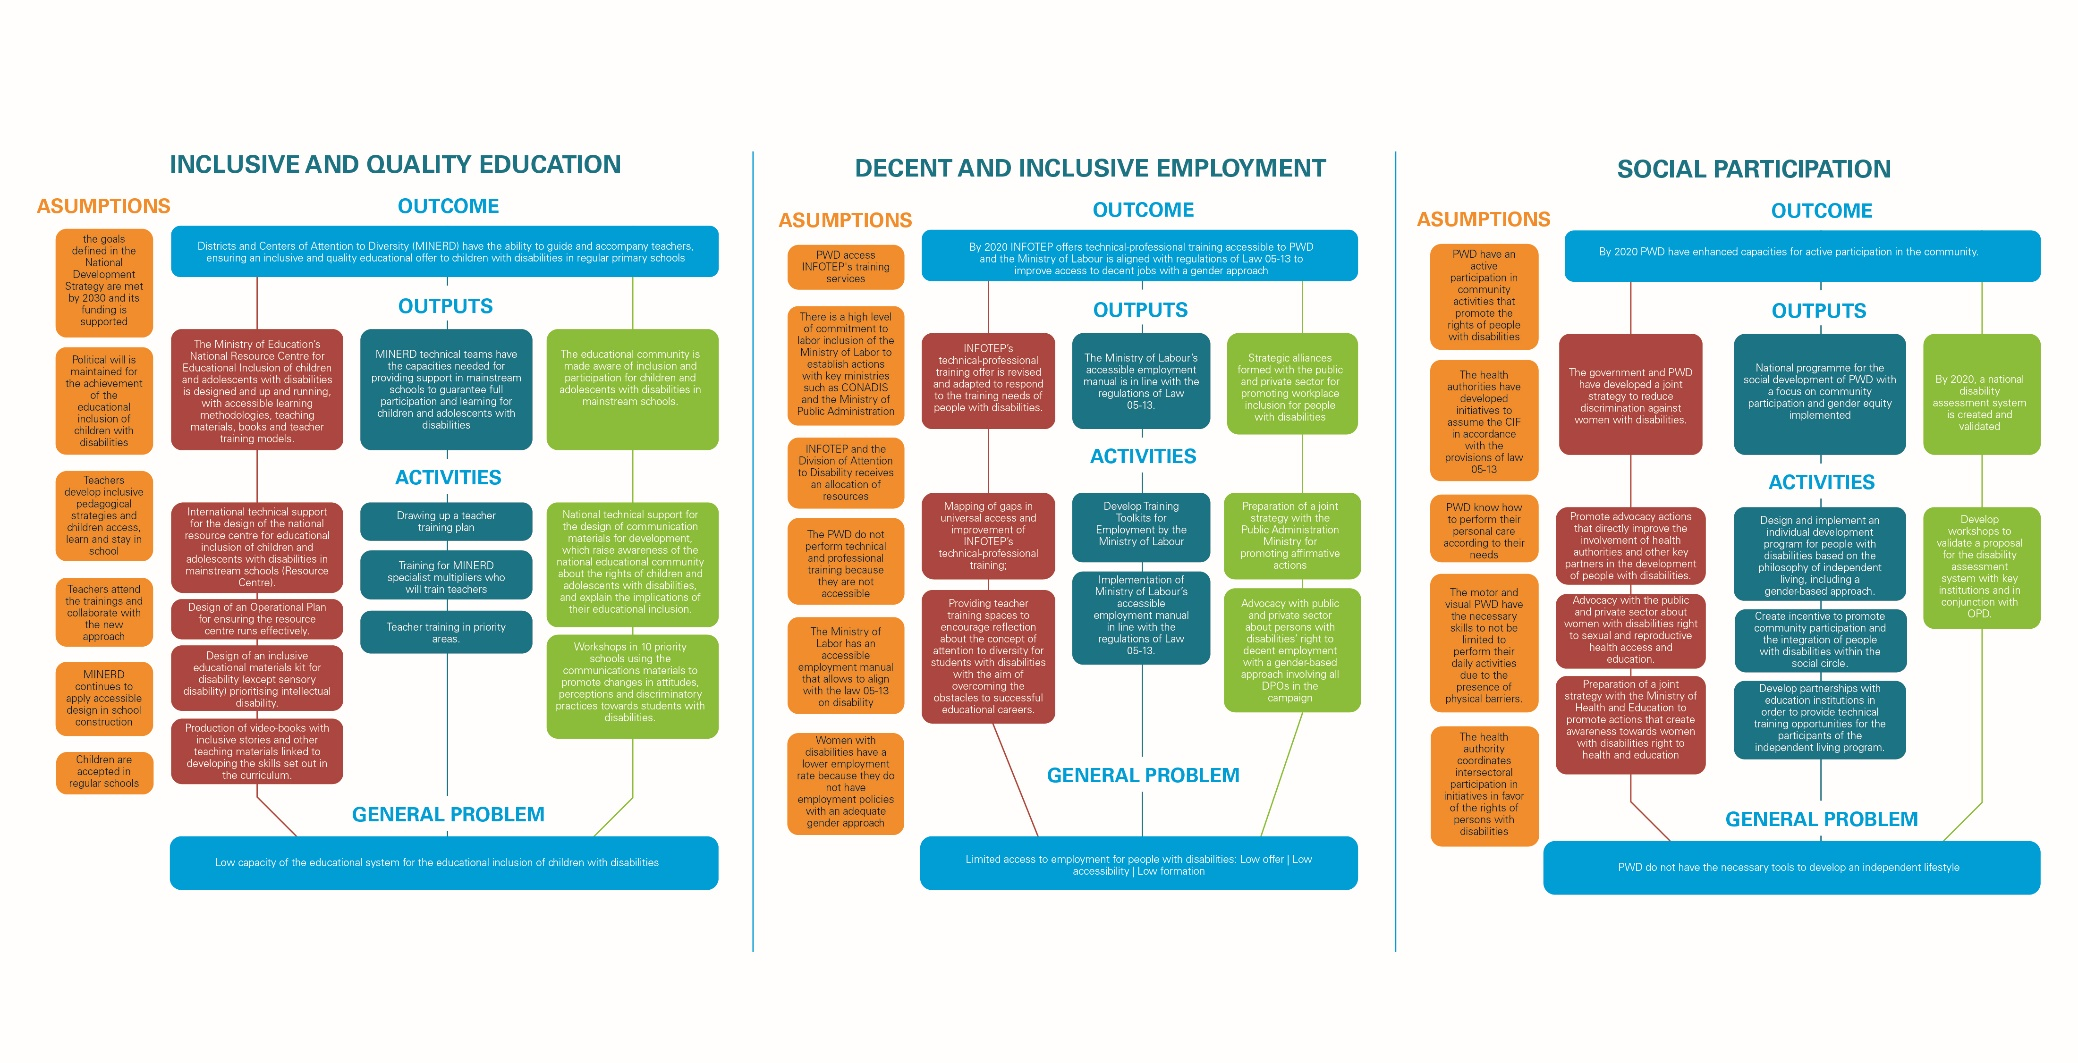 INCLUSIVE AND QUALITY EDUCATION
ASUMPTIONS
the goals
defined in the
National
Development
Strategy are met
by 2030 and its
funding is
supported
Political will is
maintained for
the achievement
of the
educational
inclusion of
children with
disabilities
Teachers
develop inclusive
pedagogical
strategies and
children access,
learn and stay in
school
Teachers attend
the trainings and
collaborate with
the new
approach
MINERD
continues to
apply accessible
design in school
construction
Children are
accepted in
regular schools
OUTCOME
Districts and Centers of Attention to Diversity (MINERD) have the ability to guide and accompany teachers,
ensuring an inclusive and quality educational offer to children with disabilities in regular primary schools
OUTPUTS
The Ministry of Education's
National Resource Centre for
Educational Inclusion of children
and adolescents with disabilities
is designed and up and running,
with accessible learning
methodologies, teaching
materials, books and teacher
training models.
MINERD technical teams have
the capacities needed for
providing support in mainstream
schools to guarantee full
participation and learning for
children and adolescents with
disabilities
The educational community is
made aware of inclusion and
participation for children and
adolescents with disabilities in
mainstream schools.
ACTIVITIES
International technical support
for the design of the national
resource centre for educational
inclusion of children and
adolescents with disabilities in
mainstream schools (Resource
Centre).
Design of an Operational Plan
for ensuring the resource
centre runs effectively.
Design of an inclusive
educational materials kit for
disability (except sensory
disability) prioritising intellectual
disability.
Production of video-books with
inclusive stories and other
teaching materials linked to
developing the skills set out in
the curriculum.
Drawing up a teacher
training plan
Training for MINERD
specialist multipliers who
will train teachers
Teacher training in priority
areas.
National technical support for
the design of communication
materials for development,
which raise awareness of the
national educational community
about the rights of children and
adolescents with disabilities,
and explain the implications of
their educational inclusion.
Workshops in 10 priority
schools using the
communications materials to
promote changes in attitudes,
perceptions and discriminatory
practices towards students with
disabilities.
GENERAL PROBLEM
Low capacity of the educational system for the educational inclusion of children with disabilities
DECENT AND INCLUSIVE EMPLOYMENT
ASUMPTIONS
PWD access
INFOTEP's training
services
There is a high level
of commitment to
labor inclusion of the
Ministry of Labor to
establish actions
with key ministries
such as CONADIS
and the Ministry of
Public Administration
INFOTEP and the
Division of Attention
to Disability receives
an allocation of
resources
The PWD do not
perform technical
and professional
training because
they are not
accessible
The Ministry of
Labor has an
accessible
employment manual
that allows to align
with the law 05-13
on disability
Women with
disabilities have a
lower employment
rate because they do
not have
employment policies
with an adequate
gender approach
OUTCOME
By 2020 INFOTEP offers technical-professional training accessible to PWD
and the Ministry of Labour is aligned with regulations of Law 05-13 to
improve access to decent jobs with a gender approach
OUTPUTS
INFOTEP's
technical-professional
training offer is revised
and adapted to respond
to the training needs of
people with disabilities.
The Ministry of Labour's
accessible employment
manual is in line with the
regulations of Law
05-13.
Strategic alliances
formed with the public
and private sector for
promoting workplace
inclusion for people
with disabilities
ACTIVITIES
Mapping of gaps in
universal access and
improvement of
INFOTEP's
technical-professional
training;
Providing teacher
training spaces to
encourage reflection
about the concept of
attention to diversity for
students with disabilities
with the aim of
overcoming the
obstacles to successful
educational careers.
Develop Training
Toolkits for
Employment by the
Ministry of Labour
Implementation of
Ministry of Labour's
accessible
employment manual
in line with the
regulations of Law
05-13.
Preparation of a joint
strategy with the
Public Administration
Ministry for
promoting affirmative
actions
Advocacy with public
and private sector
about persons with
disabilities' right to
decent employment
with a gender-based
approach involving all
DPOs in the
campaign
GENERAL PROBLEM
Limited access to employment for people with disabilities: Low offer | Low
accessibility | Low formation
SOCIAL PARTICIPATION
ASUMPTIONS
PWD have an
active
participation in
community
activities that
promote the
rights of people
with disabilities
The health
authorities have
developed
initiatives to
assume the CIF
in accordance
with the
provisions of law
05-13
PWD know how
to perform their
personal care
according to their
needs
The motor and
visual PWD have
the necessary
skills to not be
limited to
perform their
daily activities
due to the
presence of
physical barriers.
The health
authority
coordinates
intersectoral
participation in
initiatives in favor
of the rights of
persons with
disabilities
OUTCOME
By 2020 PWD have enhanced capacities for active participation in the community.
OUTPUTS
The government and PWD
have developed a joint
strategy to reduce
discrimination against
women with disabilities.
National programme for the
social development of PWD with
a focus on community
participation and gender equity
implemented
By 2020, a national
disability
assessment system
is created and
validated
ACTIVITIES
Promote advocacy actions
that directly improve the
involvement of health
authorities and other key
partners in the development
of people with disabilities.
Advocacy with the public
and private sector about
women with disabilities right
to sexual and reproductive
health access and
education.
Preparation of a joint
strategy with the Ministry of
Health and Education to
promote actions that create
awareness towards women
with disabilities right to
health and education
Design and implement an
individual development
program for people with
disabilities based on the
philosophy of independent
living, including a
gender-based approach.
Create incentive to promote
community participation and
the integration of people
with disabilities within the
social circle.
Develop partnerships with
education institutions in
order to provide technical
training opportunities for the
participants of the
independent living program.
Develop
workshops to
validate a proposal
for the disability
assessment
system with key
institutions and in
conjunction with
OPD.
GENERAL PROBLEM
PWD do not have the necessary tools to develop an independent lifestyle